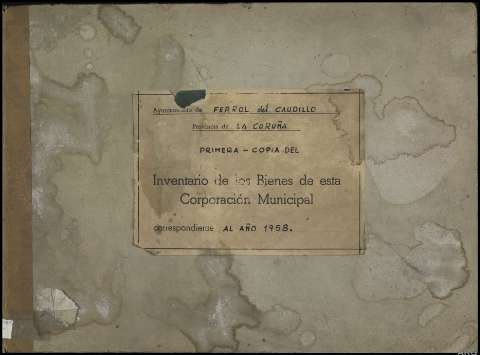 Ayuntamiento de FERROL del CAUDILLO
Provincia de LA CORUÑA
PRIMERA - COPIA DEL
Inventario de los Bienes de esta
Corporación Municipal
correspondiente AL AÑO 1958.